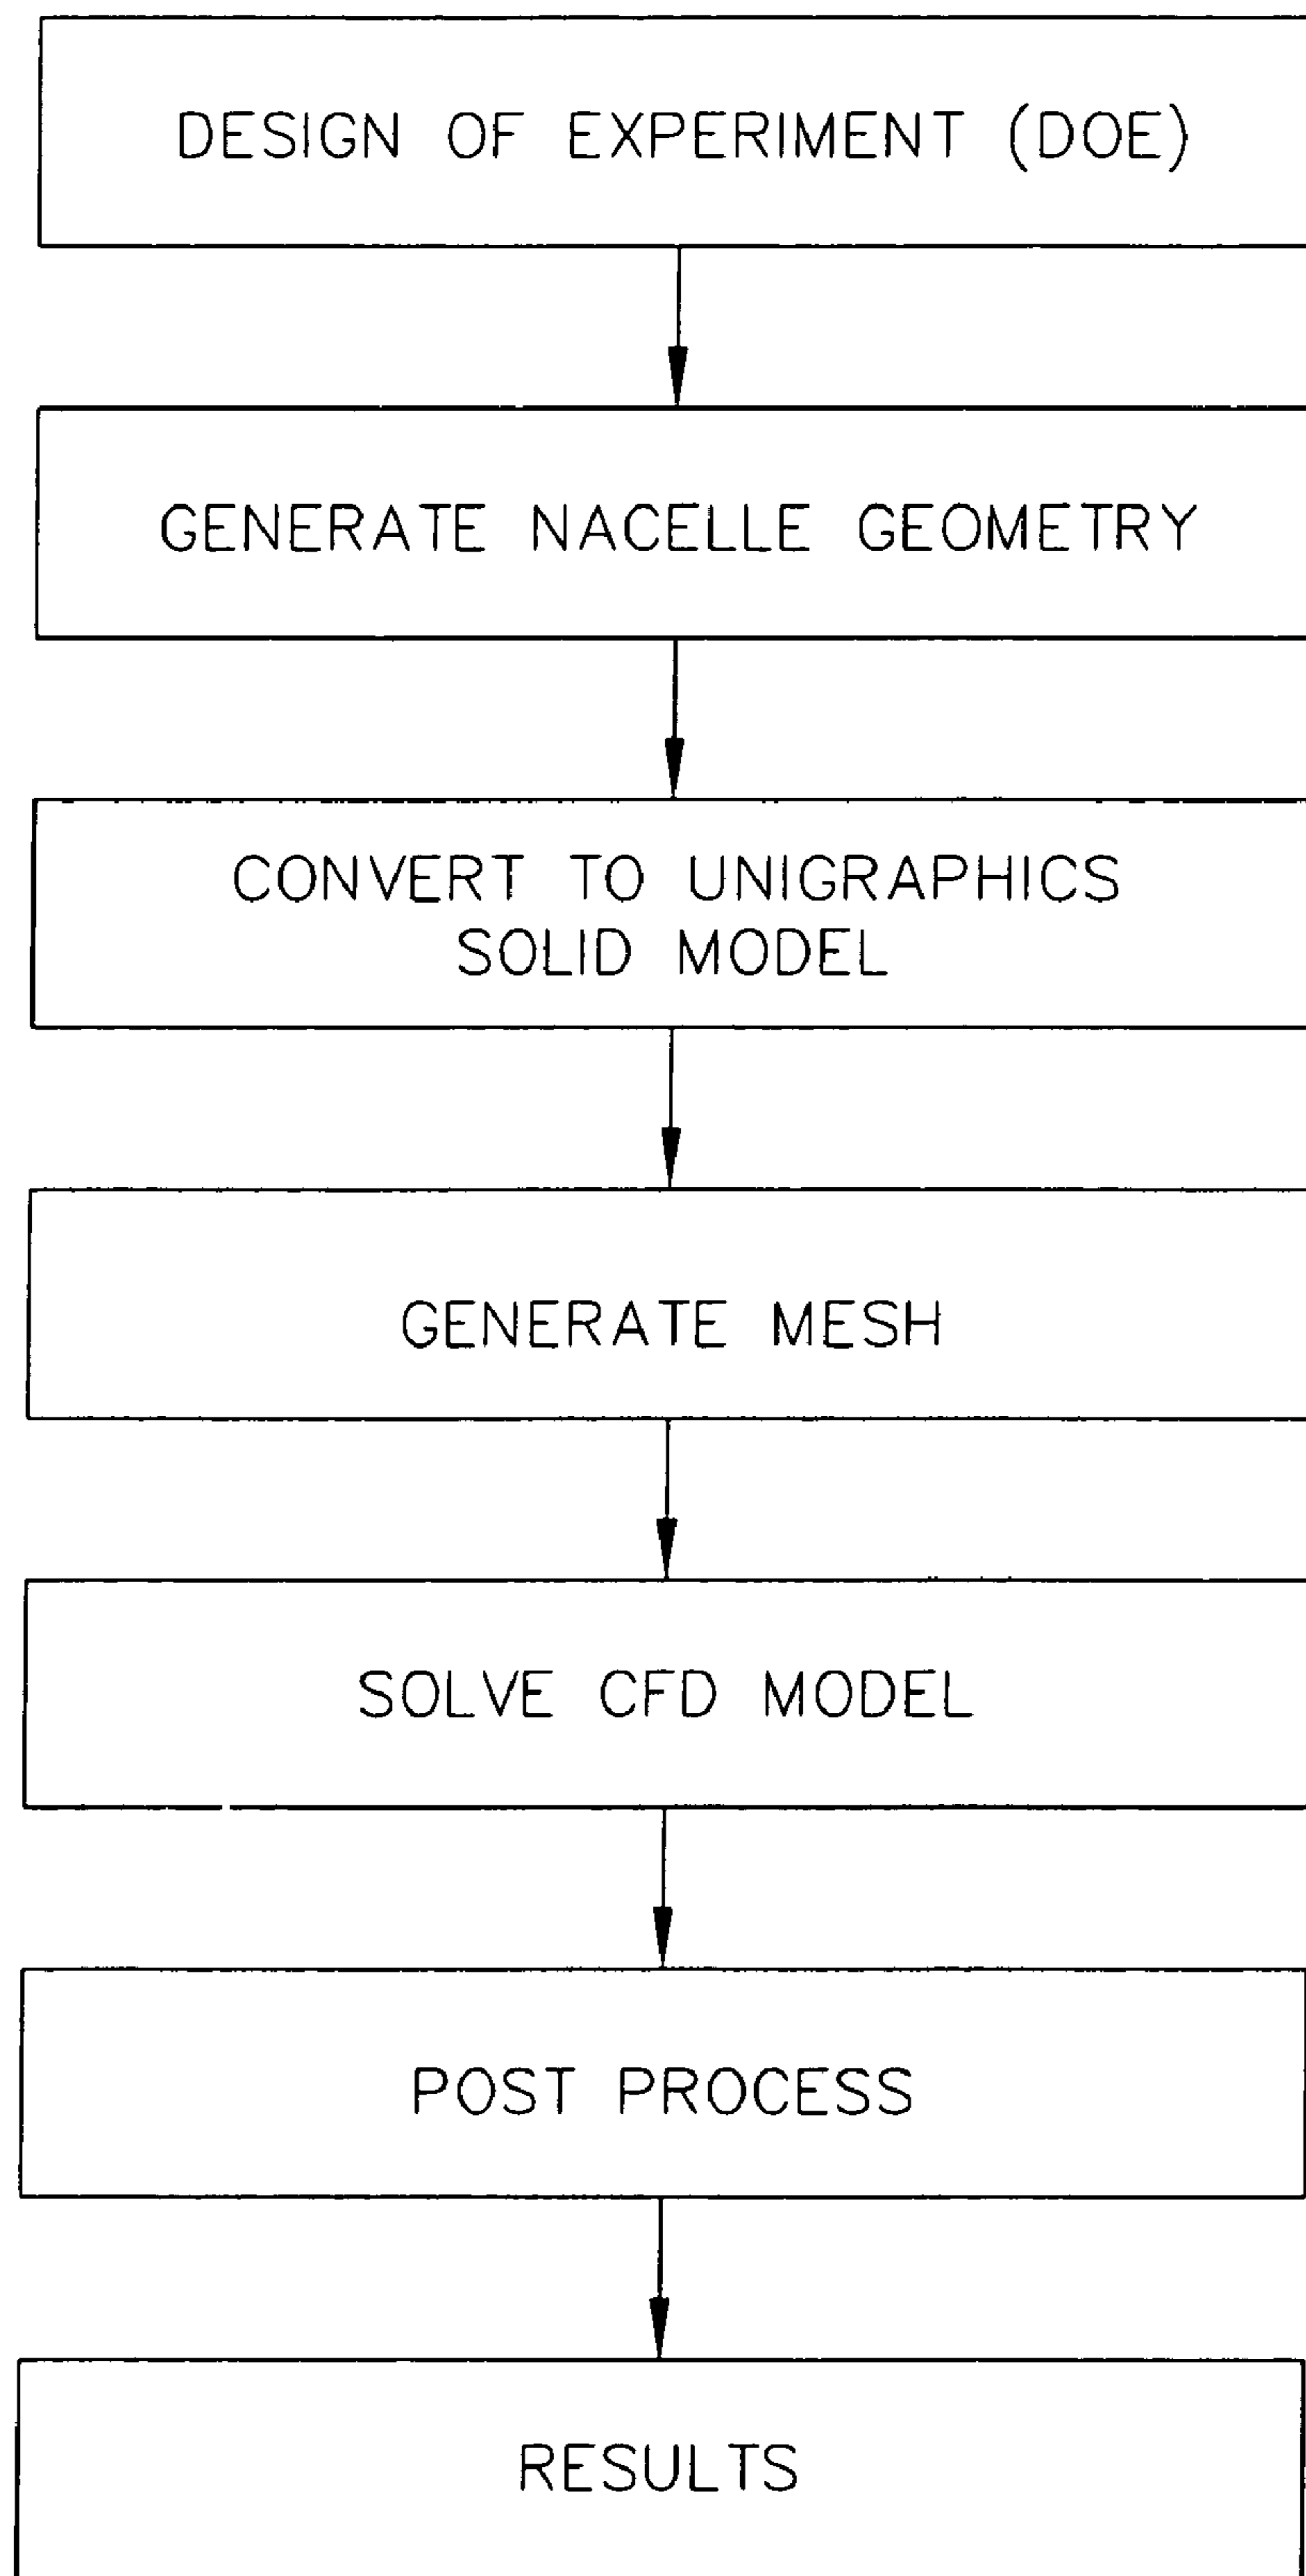 DESIGN OF EXPERIMENT (DOE)
GENERATE NACELLE GEOMETRY
CONVERT TO UNIGRAPHICS
SOLID MODEL
GENERATE MESH
SOLVE CFD MODEL
POST PROCESS
RESULTS